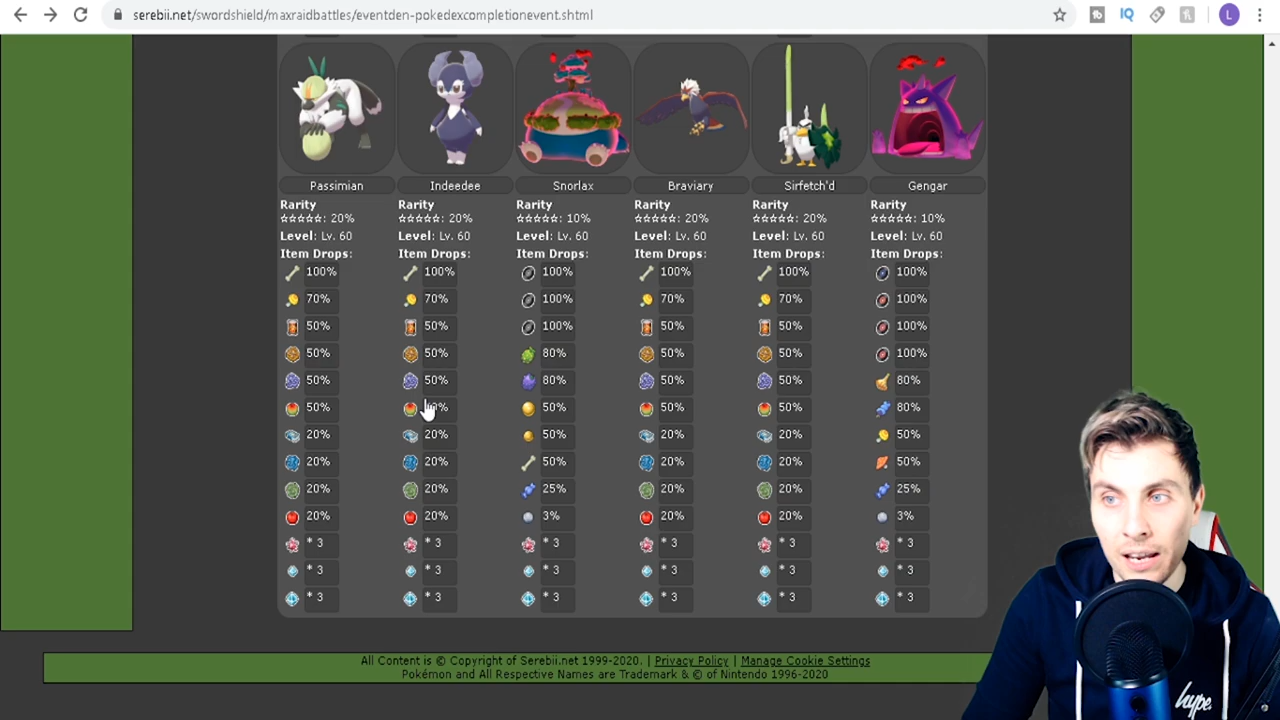 serebii.net/swordshield/maxraidbattles/eventden-pokedexcompletionevent.shtml
IQ
L
Passimian Indeedee Snorlax Braviary Sirfetch'd Gengar
Rarity Rarity Rarity Rarity Rarity Rarity
☆☆☆☆☆: 20% ☆☆☆☆☆: 20% ☆☆☆☆☆: 10% ☆☆☆☆☆: 20% ☆☆☆☆☆: 20% ☆☆☆☆☆: 10%
Level: Lv. 60 Level: Lv. 60 Level: Lv. 60 Level: Lv. 60 Level: Lv. 60 Level: Lv. 60
Item Drops: Item Drops: Item Drops: Item Drops: Item Drops: Item Drops:
100% 100% 100% 100% 100% 100%
70% 70% 100% 70% 70% 100%
50% 50% 100% 50% 50% 100%
50% 50% 80% 50% 50% 100%
50% 50% 80% 50% 50% 80%
50% 50% 50% 50% 80%
20% 20% 50% 20% 20% 50%
20% 20% 50% 20% 20% 50%
20% 20% 25% 20% 20% 25%
20% 20% 3% 20% 20% 3%
* 3 * 3 * 3 * 3 * 3 * 3
* 3 * 3 * 3 * 3 * 3 * 3
* 3 * 3 * 3 * 3 * 3 * 3
All Content is © Copyright of Serebii.net 1999-2020. | Privacy Policy | Manage Cookie Settings
Pokémon and All Respective Names are Trademark & © of Nintendo 1996-2020
hype.